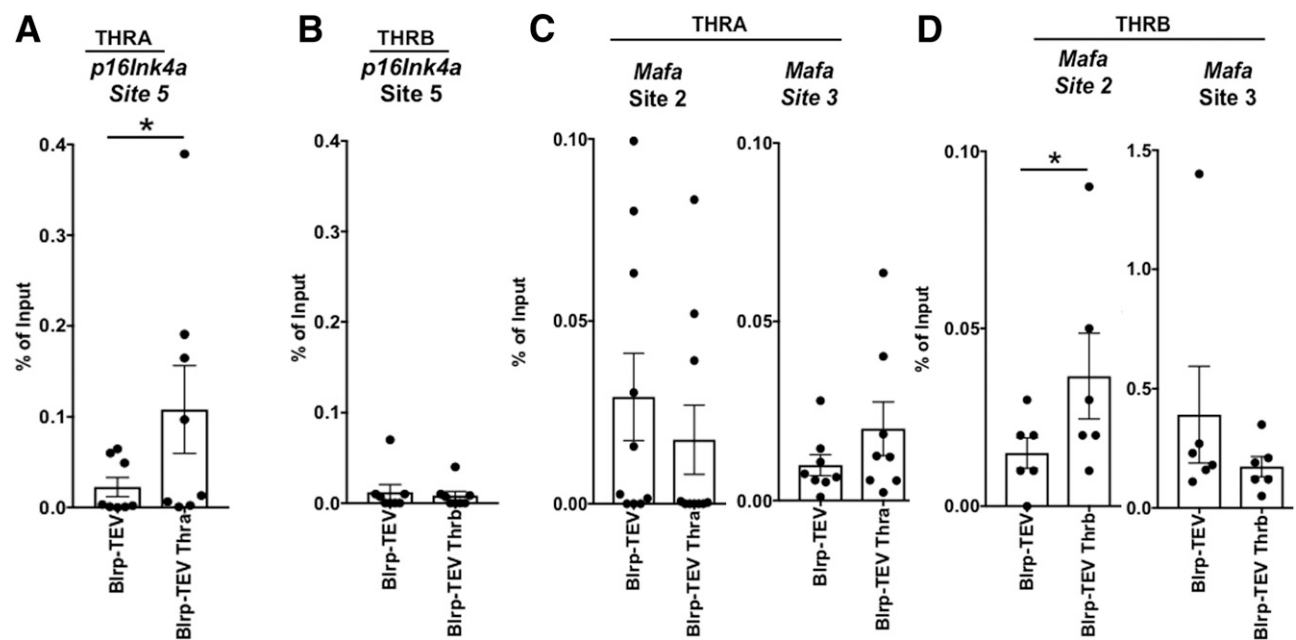 A
THRA
p16Ink4a
Site 5
*
0.4
0.3
0.2
0.1
0.0
% of Input
Blrp-TEV
Blrp-TEV Thra
B
THRB
p16Ink4a
Site 5
0.4
0.3
0.2
0.1
0.0
% of Input
Blrp-TEV
Blrp-TEV Thrb
C
THRA
Mafa
Site 2
0.10
0.05
0.00
% of Input
Blrp-TEV
Blrp-TEV Thra
Mafa
Site 3
0.10
0.05
0.00
Blrp-TEV
Blrp-TEV Thra
D
THRB
Mafa
Site 2
*
0.10
0.05
0.00
% of Input
Blrp-TEV
Blrp-TEV Thrb
Mafa
Site 3
1.5
1.0
0.5
0.0
Blrp-TEV
Blrp-TEV Thrb